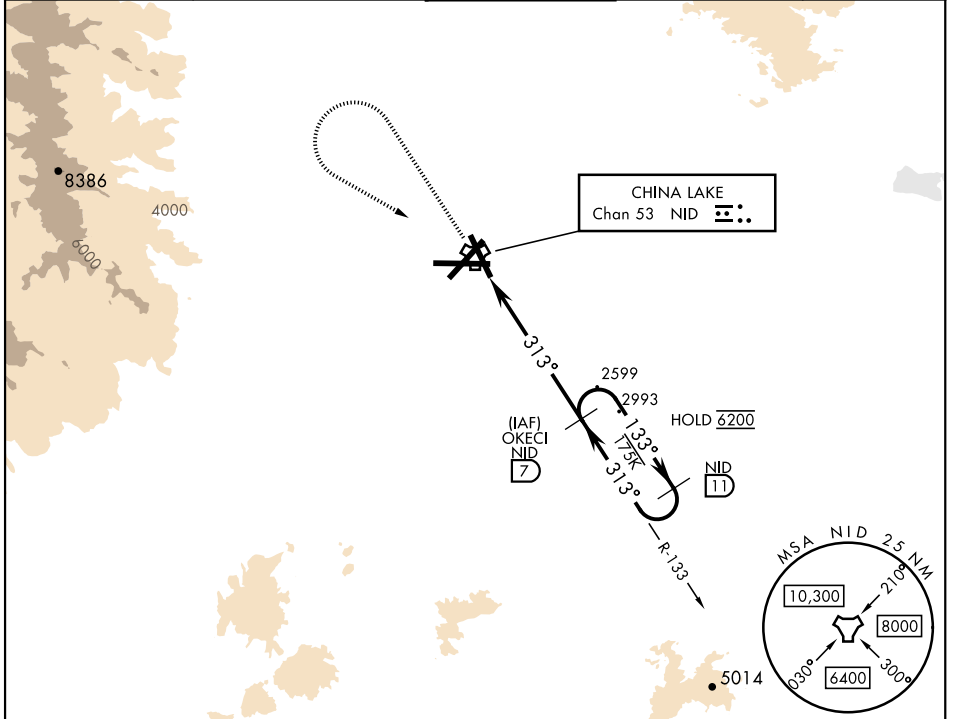 8386
4000
6000
CHINA LAKE
Chan 53 NID
313°
2599
2993
133°
175K
HOLD 6200
(IAF)
OKECI
NID
7
NID
11
313°
R-133
MSA NID 25 NM
210°
10,300
8000
030°
6400
300°
5014